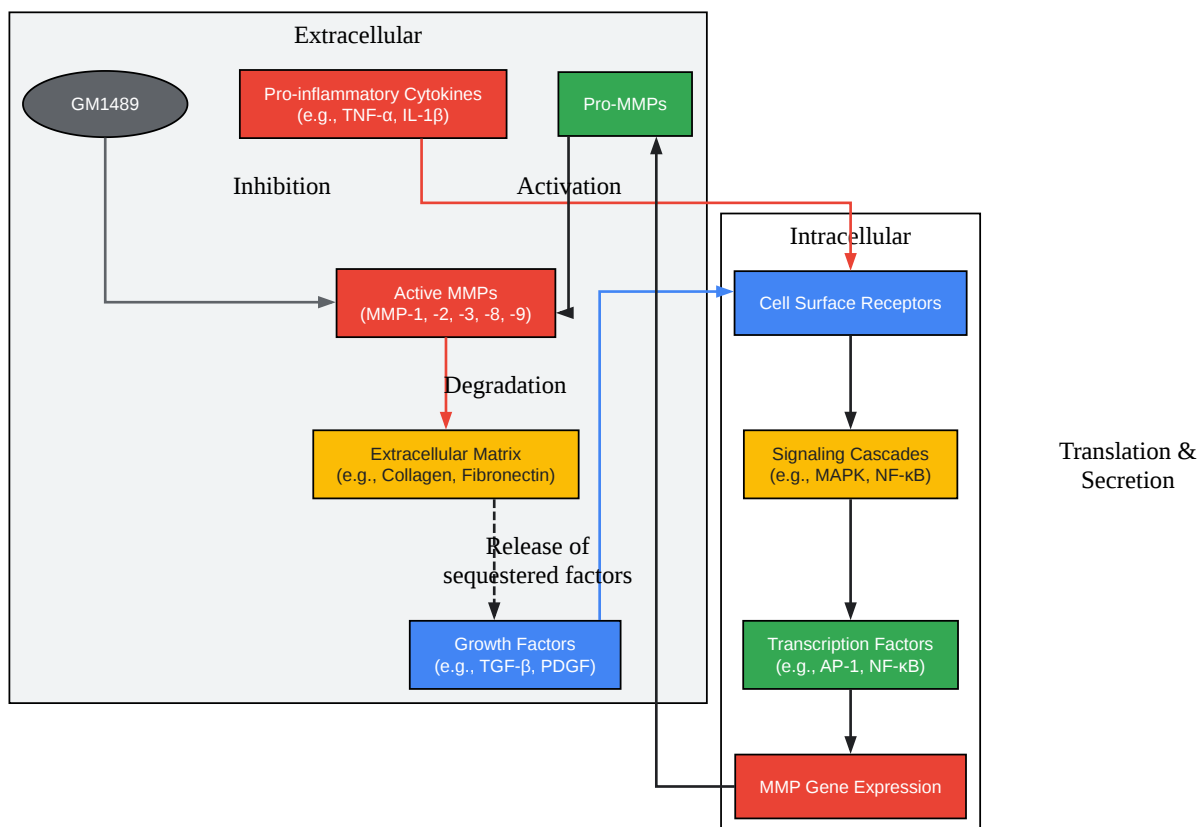 Extracellular
GM1489
Pro-inflammatory Cytokines
(e.g., TNF-α, IL-1β)
Pro-MMPs
Inhibition
Activation
Intracellular
Active MMPs
(MMP-1, -2, -3, -8, -9)
Cell Surface Receptors
Degradation
Extracellular Matrix
(e.g., Collagen, Fibronectin)
Signaling Cascades
(e.g., MAPK, NF-κB)
Translation &
Secretion
Release of
sequestered factors
Growth Factors
(e.g., TGF-β, PDGF)
Transcription Factors
(e.g., AP-1, NF-κB)
MMP Gene Expression